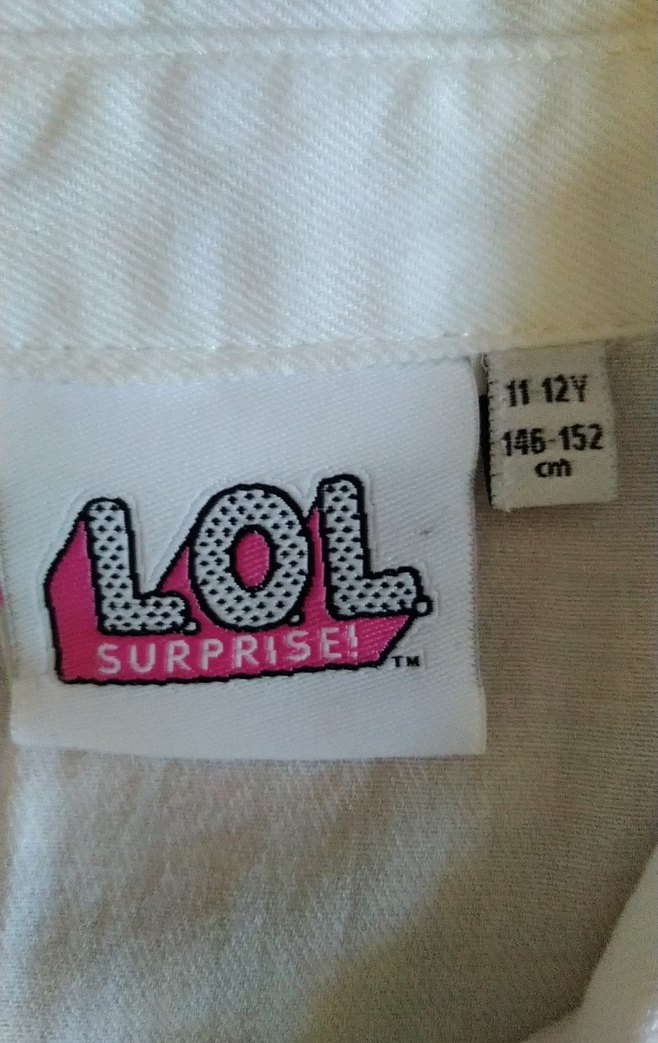 L.O.L.
SURPRISE!
TM
11-12Y
146-152
cm